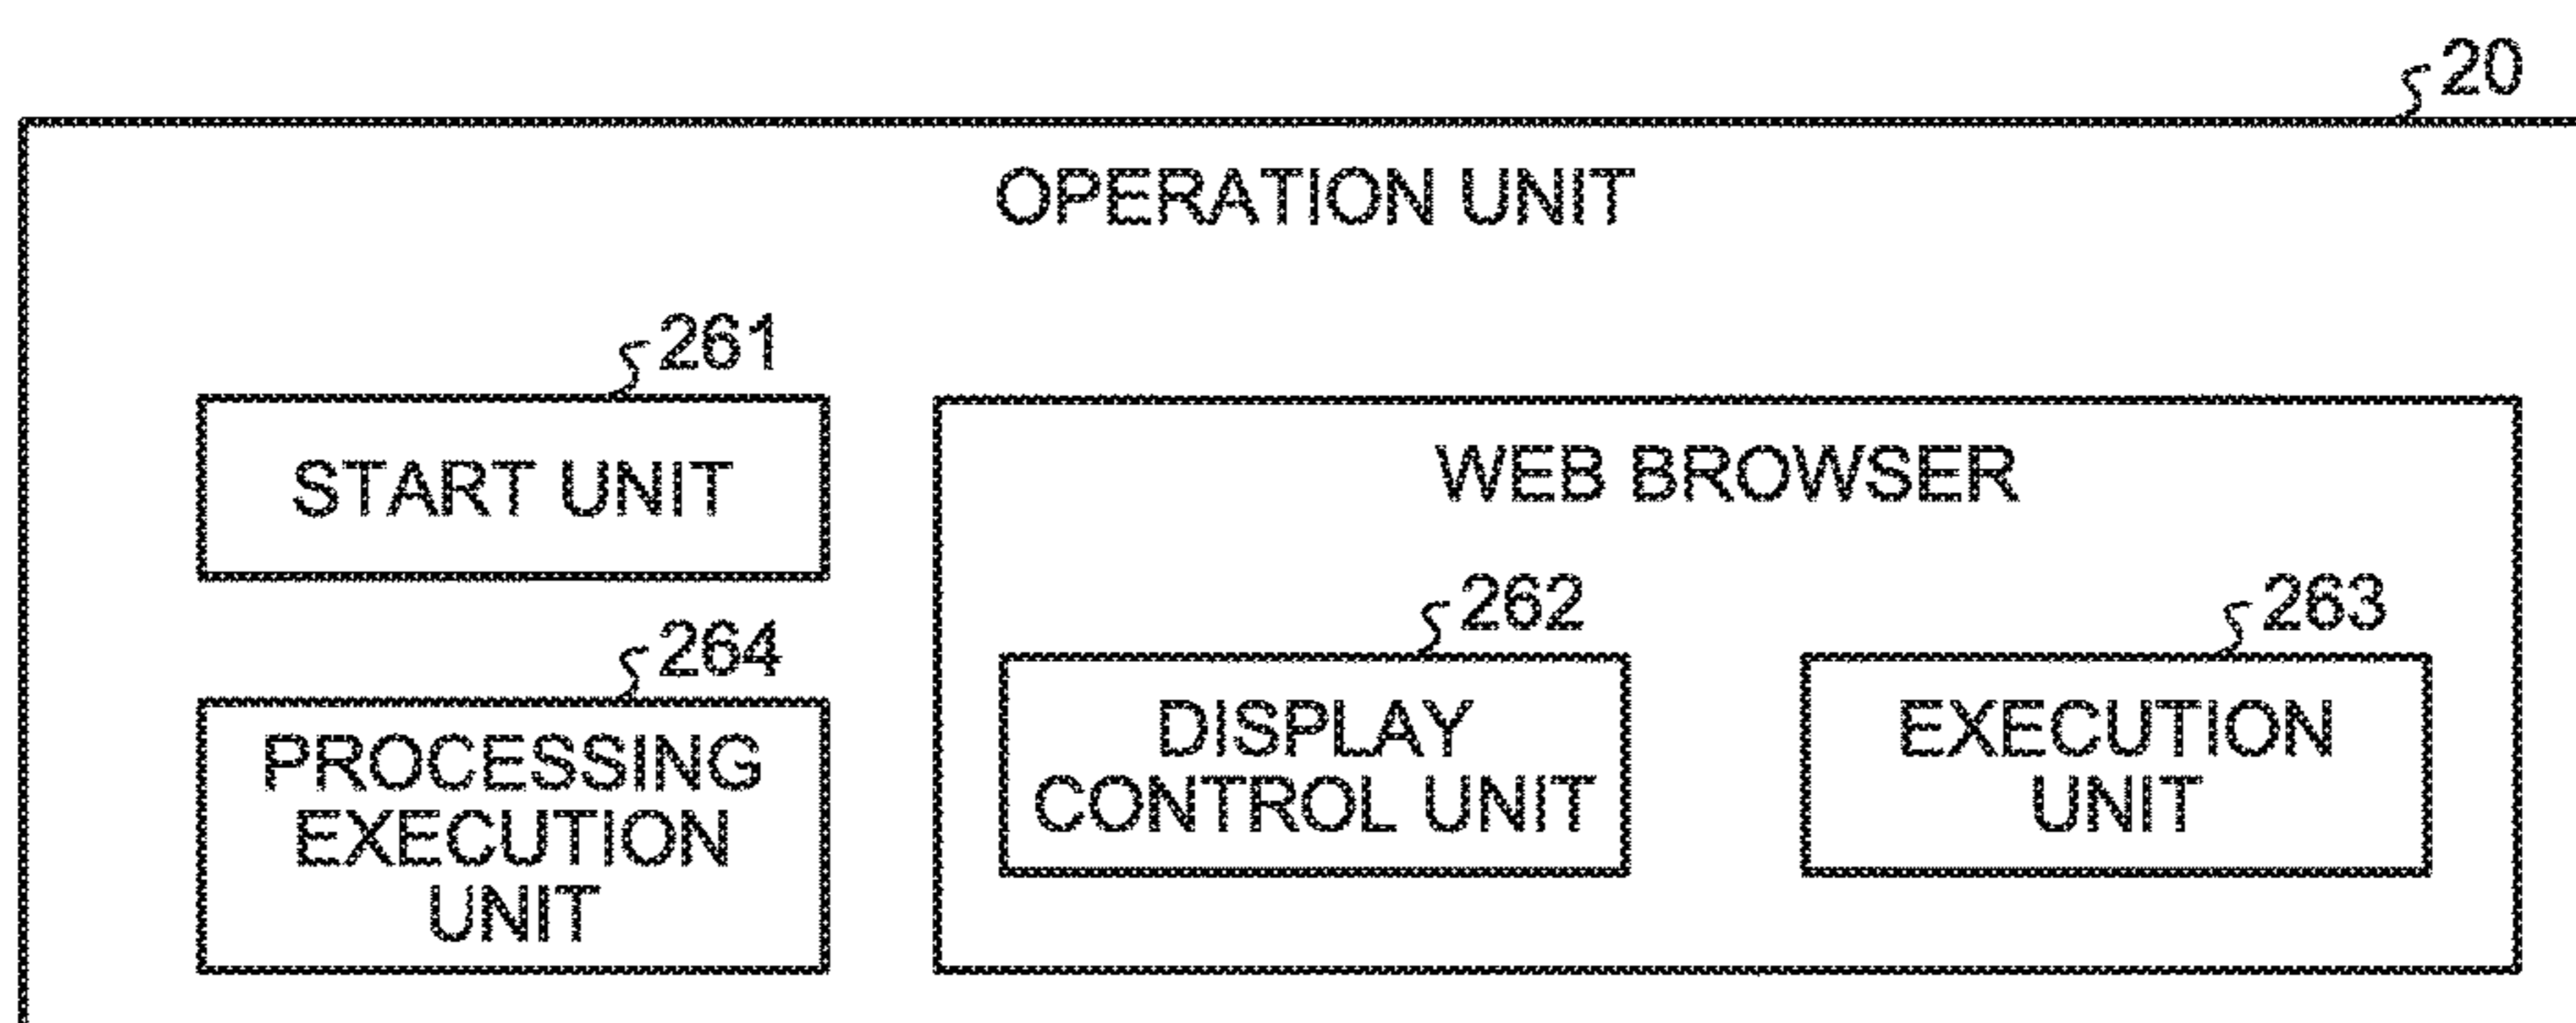 20
OPERATION UNIT
261
START UNIT
264
PROCESSING
EXECUTION
UNIT
WEB BROWSER
262
DISPLAY
CONTROL UNIT
263
EXECUTION
UNIT